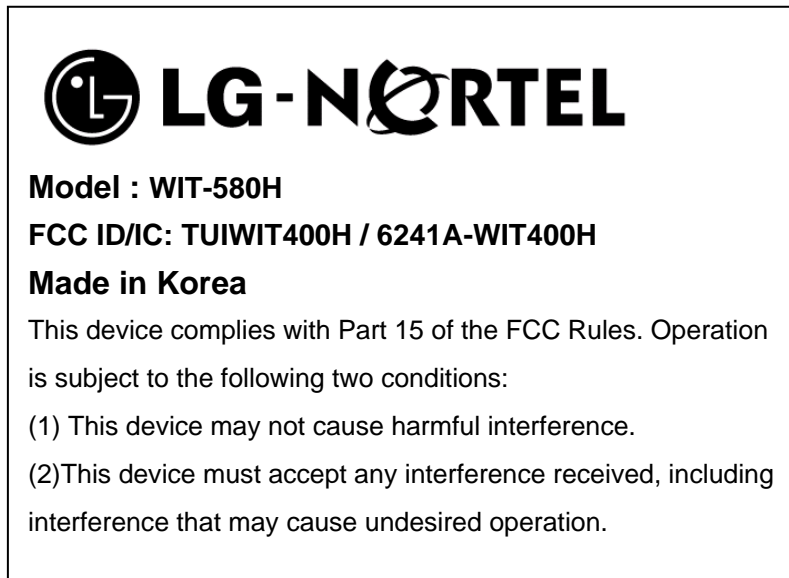 LG-NORTEL
Model : WIT-580H
FCC ID/IC: TUIWIT400H / 6241A-WIT400H
Made in Korea
This device complies with Part 15 of the FCC Rules. Operation
is subject to the following two conditions:
(1) This device may not cause harmful interference.
(2)This device must accept any interference received, including
interference that may cause undesired operation.